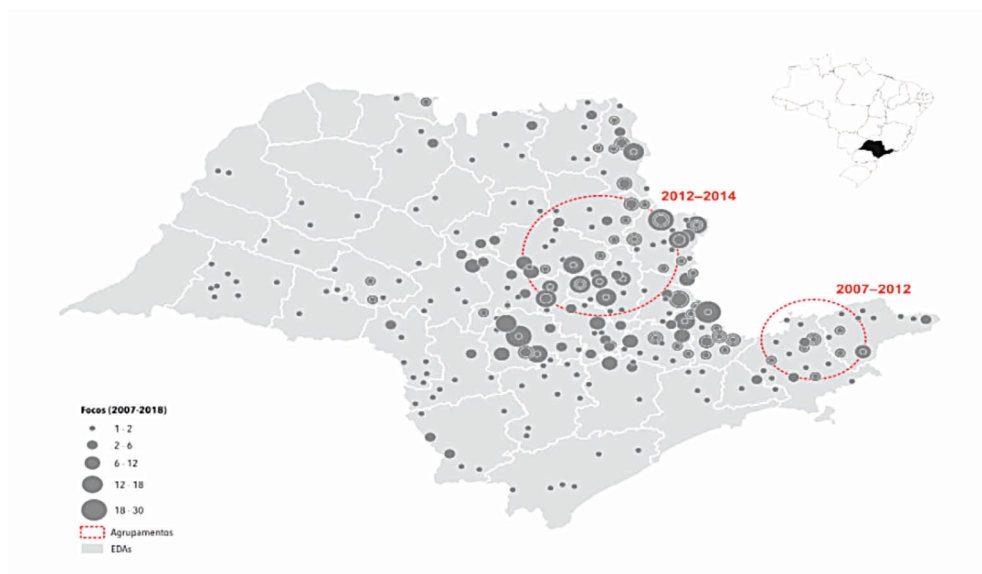 2012–2014
2007–2012
Focos (2007-2018)
1 - 2
2 - 6
6 - 12
12 - 18
18 - 30
Agrupamentos
EDAs